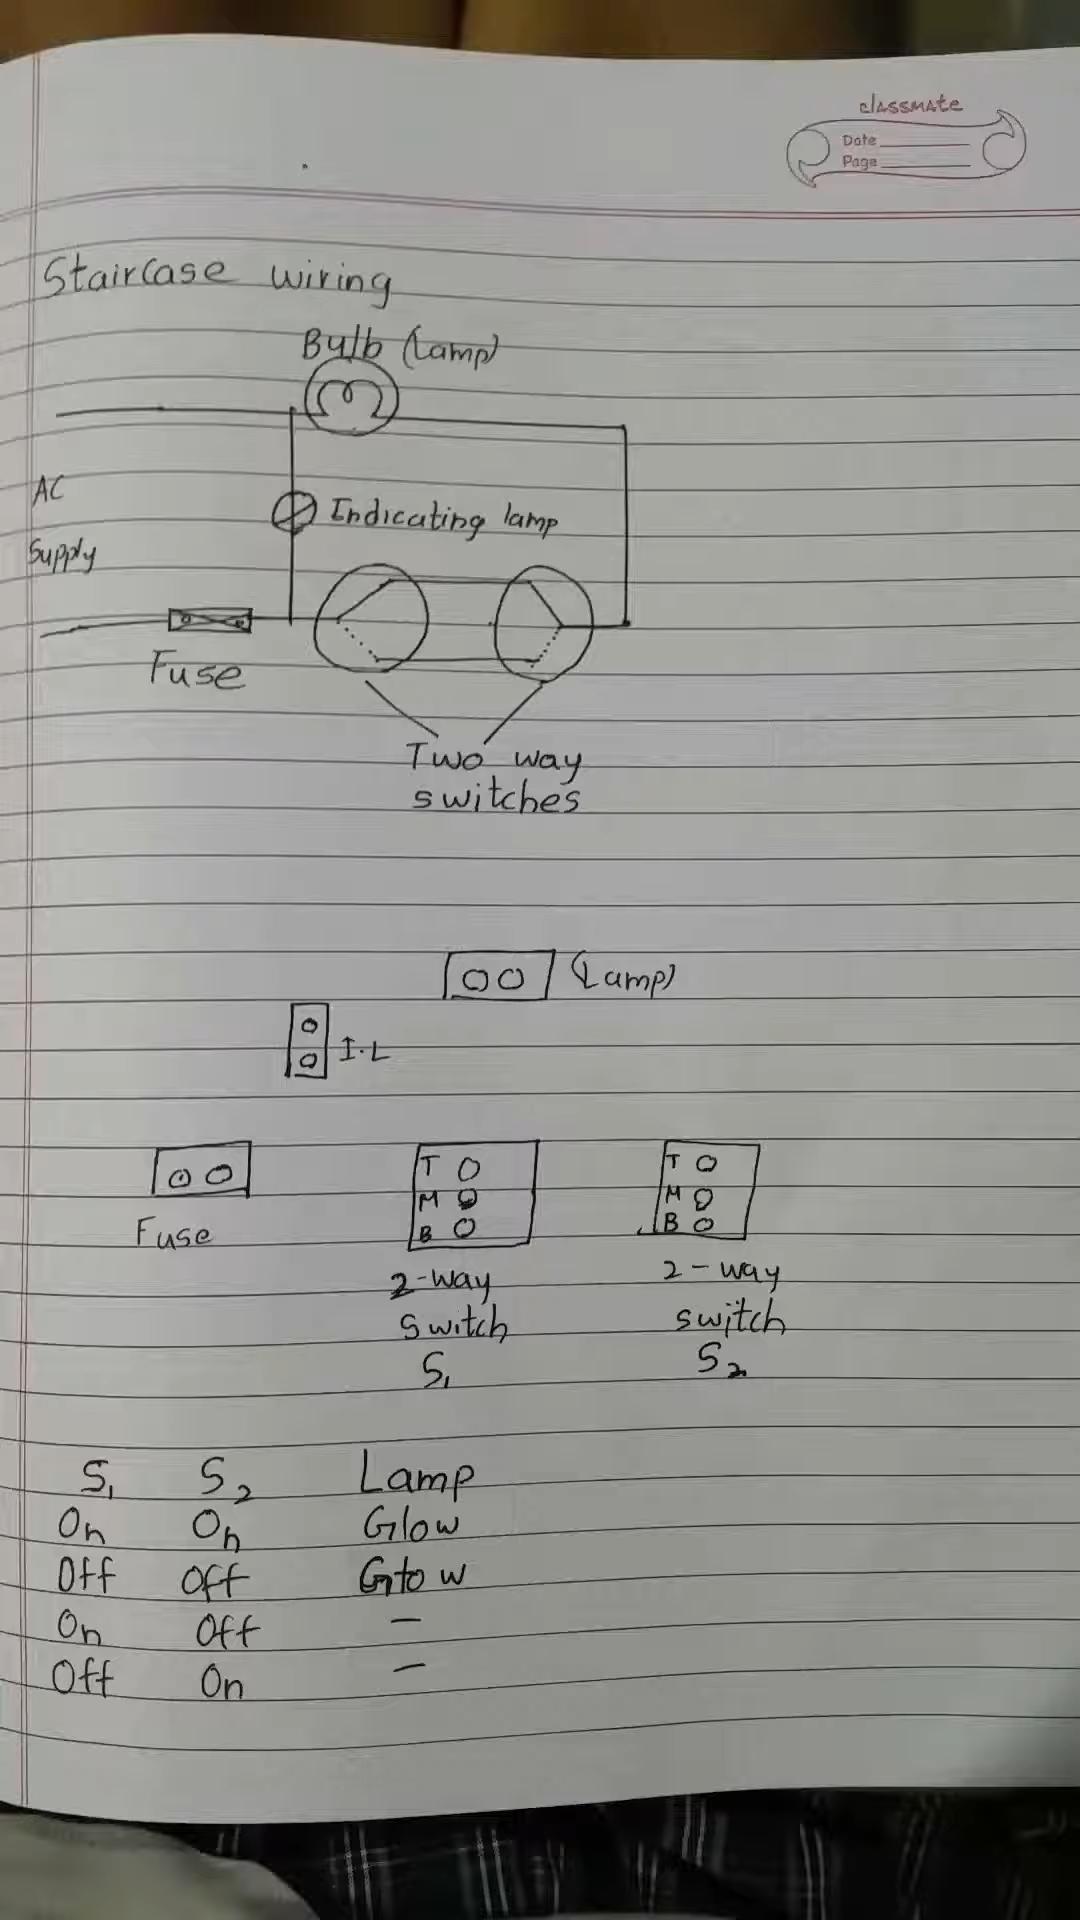 classmate
Date
Page
Staircase wiring
Bulb (Lamp)
AC
Supply
Indicating lamp
Fuse
Two way
switches
(Lamp)
I.L
Fuse
T
M
B
2-way
switch
S₁
T
M
B
2-way
switch
S₂
S₁ S₂ Lamp
On On Glow
Off Off Glow
On Off –
Off On –